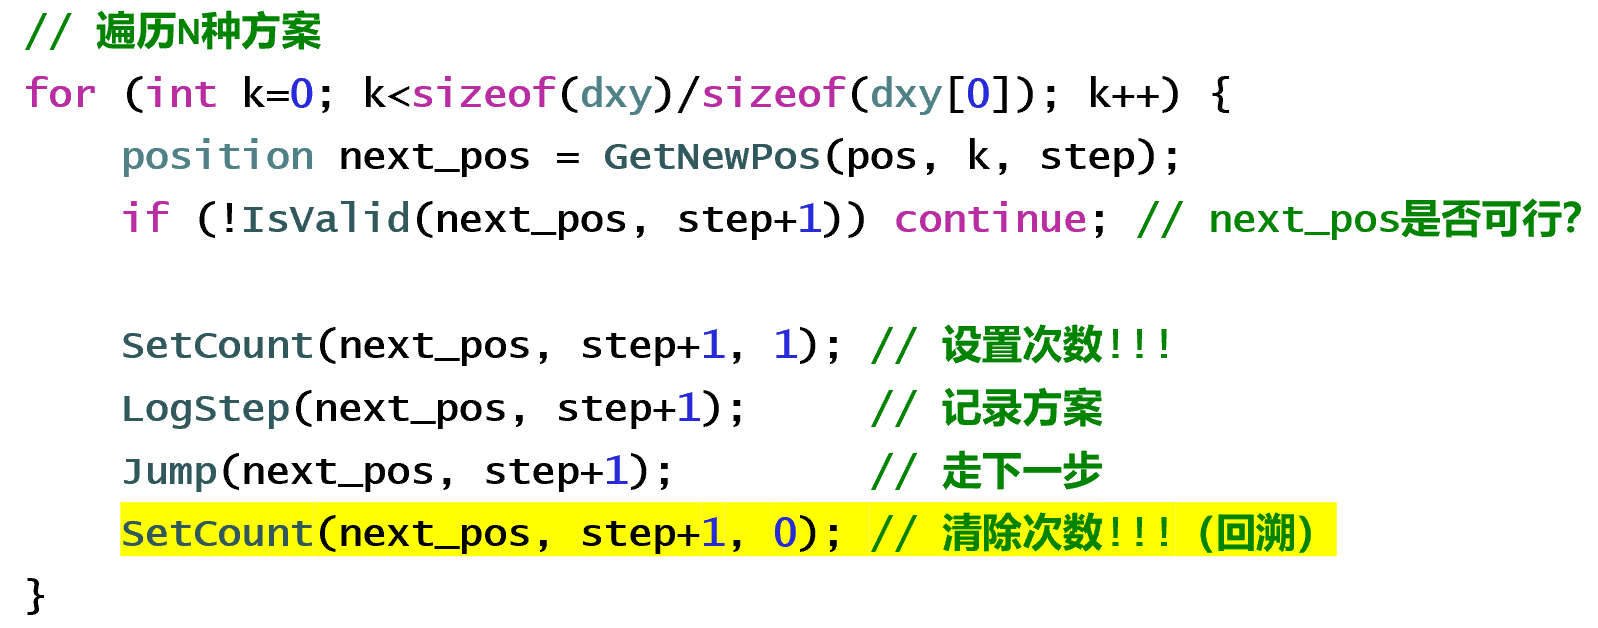 // 遍历N种方案
for (int k=0; k<sizeof(dxy)/sizeof(dxy[0]); k++) {
    position next_pos = GetNewPos(pos, k, step);
    if (!IsValid(next_pos, step+1)) continue; // next_pos是否可行?
    SetCount(next_pos, step+1, 1); // 设置次数!!!
    LogStep(next_pos, step+1);     // 记录方案
    Jump(next_pos, step+1);        // 走下一步
    SetCount(next_pos, step+1, 0); // 清除次数!!!（回溯）
}